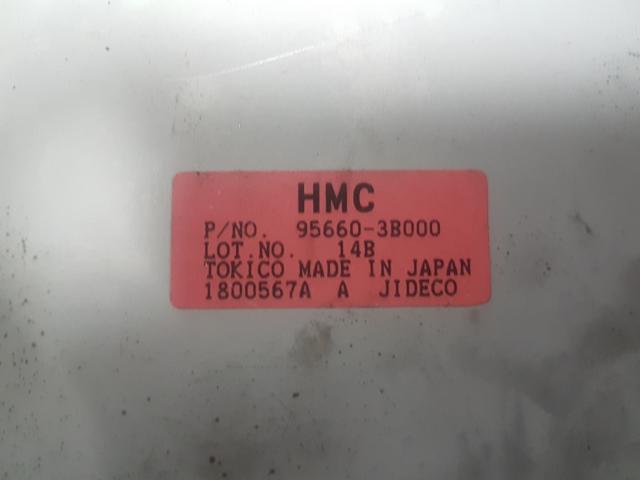 HMC
P/NO. 95660-3B000
LOT.NO. 14B
TOKICO MADE IN JAPAN
1800567A A JIDECO